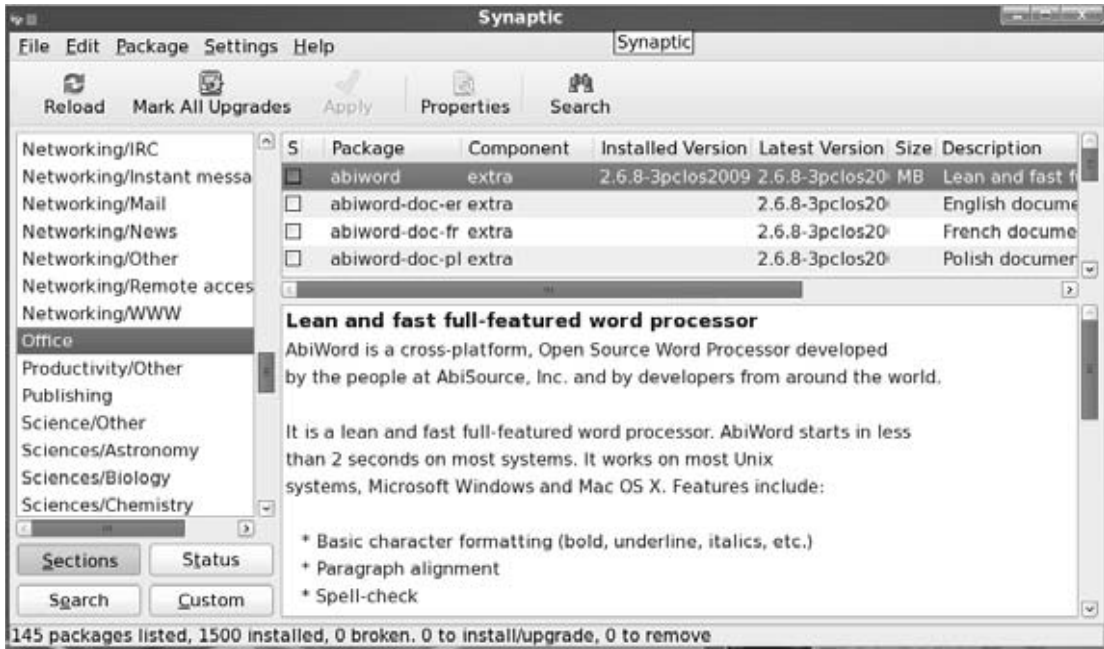 Synaptic
File Edit Package Settings Help
Synaptic
Reload Mark All Upgrades Apply Properties Search
Networking/IRC
Networking/Instant messa
Networking/Mail
Networking/News
Networking/Other
Networking/Remote acces
Networking/WWW
Office
Productivity/Other
Publishing
Science/Other
Sciences/Astronomy
Sciences/Biology
Sciences/Chemistry
Sections Status
Search Custom
S Package Component Installed Version Latest Version Size Description
abiword extra 2.6.8-3pclos2009 2.6.8-3pclos20 MB Lean and fast f
abiword-doc-er extra 2.6.8-3pclos20 English docume
abiword-doc-fr extra 2.6.8-3pclos20 French docume
abiword-doc-pl extra 2.6.8-3pclos20 Polish documer
Lean and fast full-featured word processor
AbiWord is a cross-platform, Open Source Word Processor developed
by the people at AbiSource, Inc. and by developers from around the world.
It is a lean and fast full-featured word processor. AbiWord starts in less
than 2 seconds on most systems. It works on most Unix
systems, Microsoft Windows and Mac OS X. Features include:
* Basic character formatting (bold, underline, italics, etc.)
* Paragraph alignment
* Spell-check
145 packages listed, 1500 installed, 0 broken. 0 to install/upgrade, 0 to remove